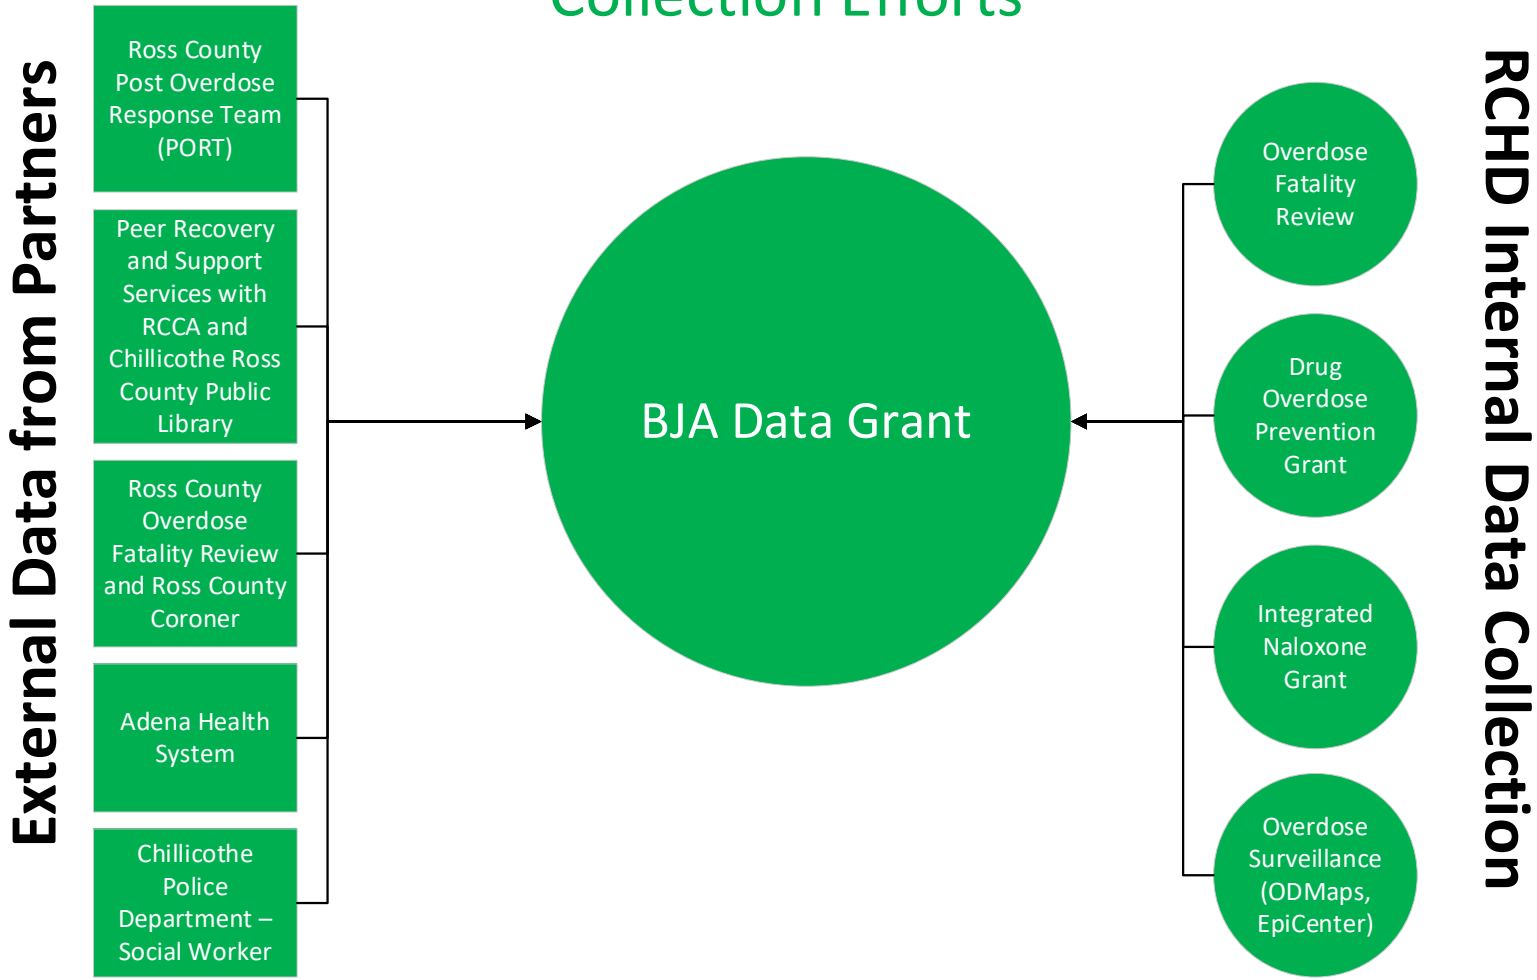 Collection Efforts
External Data from Partners
Ross County
Post Overdose
Response Team
(PORT)
Peer Recovery
and Support
Services with
RCCA and
Chillicothe Ross
County Public
Library
Ross County
Overdose
Fatality Review
and Ross County
Coroner
Adena Health
System
Chillicothe
Police
Department –
Social Worker
BJA Data Grant
Overdose
Fatality
Review
Drug
Overdose
Prevention
Grant
Integrated
Naloxone
Grant
Overdose
Surveillance
(ODMaps,
EpiCenter)
RCHD Internal Data Collection